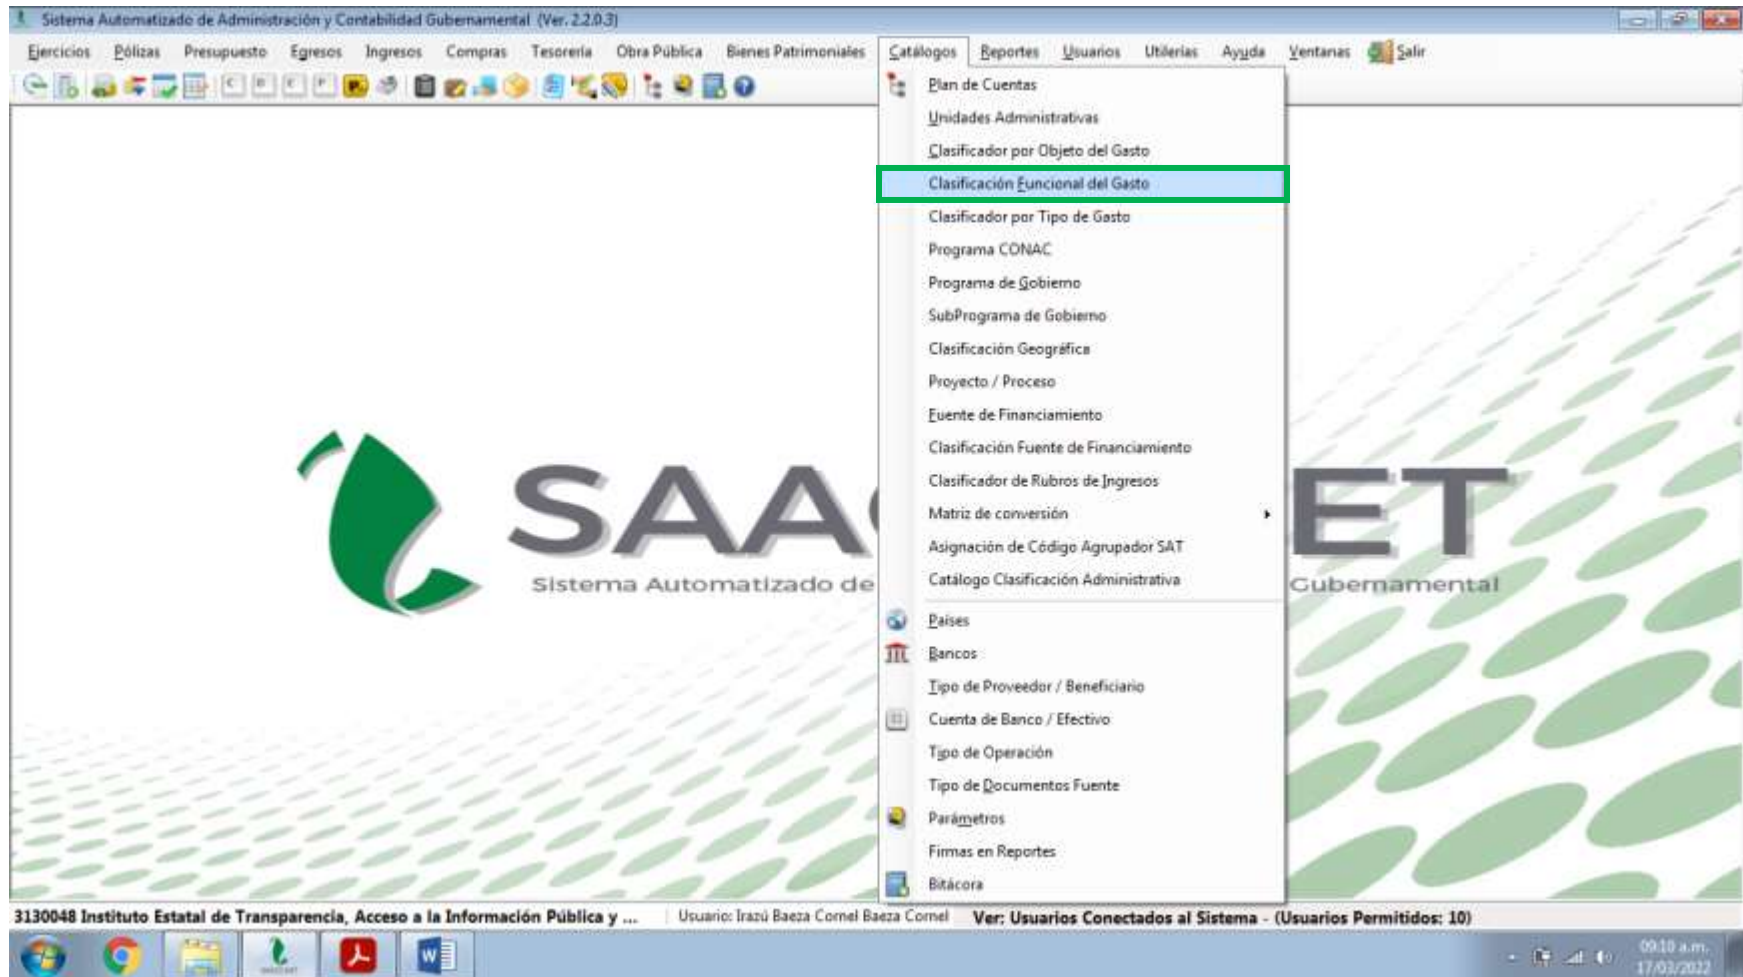 Sistema Automatizado de Administración y Contabilidad Gubernamental (Ver. 2.2.0.3)
Ejercicios Pólizas Presupuesto Egresos Ingresos Compras Tesorería Obra Pública Bienes Patrimoniales Catálogos Reportes Usuarios Utilerías Ayuda Ventanas Salir
Plan de Cuentas
Unidades Administrativas
Clasificador por Objeto del Gasto
Clasificación Funcional del Gasto
Clasificador por Tipo de Gasto
Programa CONAC
Programa de Gobierno
SubPrograma de Gobierno
Clasificación Geográfica
Proyecto / Proceso
Fuente de Financiamiento
Clasificación Fuente de Financiamiento
Clasificador de Rubros de Ingresos
Matriz de conversión
Asignación de Código Agrupador SAT
Catálogo Clasificación Administrativa
Países
Bancos
Tipo de Proveedor / Beneficiario
Cuenta de Banco / Efectivo
Tipo de Operación
Tipo de Documentos Fuente
Parámetros
Firmas en Reportes
Bitácora
SAA ET
Sistema Automatizado de Gubernamental
3130048 Instituto Estatal de Transparencia, Acceso a la Información Pública y ... Usuario: Irazú Baeza Cornel Baeza Cornel Ver: Usuarios Conectados al Sistema - (Usuarios Permitidos: 10)
09:10 a.m.
17/03/2022